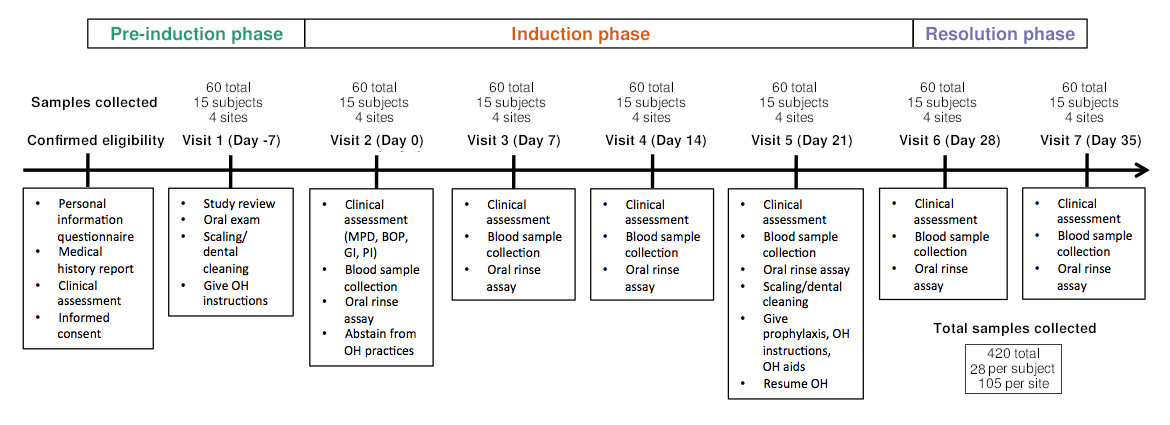 Pre-induction phase
Induction phase
Resolution phase
Samples collected
60 total
15 subjects
4 sites
60 total
15 subjects
4 sites
60 total
15 subjects
4 sites
60 total
15 subjects
4 sites
60 total
15 subjects
4 sites
60 total
15 subjects
4 sites
60 total
15 subjects
4 sites
Confirmed eligibility
Visit 1 (Day -7)
Visit 2 (Day 0)
Visit 3 (Day 7)
Visit 4 (Day 14)
Visit 5 (Day 21)
Visit 6 (Day 28)
Visit 7 (Day 35)
• Personal
information
questionnaire
• Medical
history report
• Clinical
assessment
• Informed
consent
• Study review
• Oral exam
• Scaling/
dental
cleaning
• Give OH
instructions
• Clinical
assessment
(MPD, BOP,
GI, PI)
• Blood sample
collection
• Oral rinse
assay
• Abstain from
OH practices
• Clinical
assessment
• Blood sample
collection
• Oral rinse
assay
• Clinical
assessment
• Blood sample
collection
• Oral rinse
assay
• Clinical
assessment
• Blood sample
collection
• Oral rinse assay
• Scaling/dental
cleaning
• Give
prophylaxis, OH
instructions,
OH aids
• Resume OH
• Clinical
assessment
• Blood sample
collection
• Oral rinse
assay
• Clinical
assessment
• Blood sample
collection
• Oral rinse
assay
Total samples collected
420 total
28 per subject
105 per site